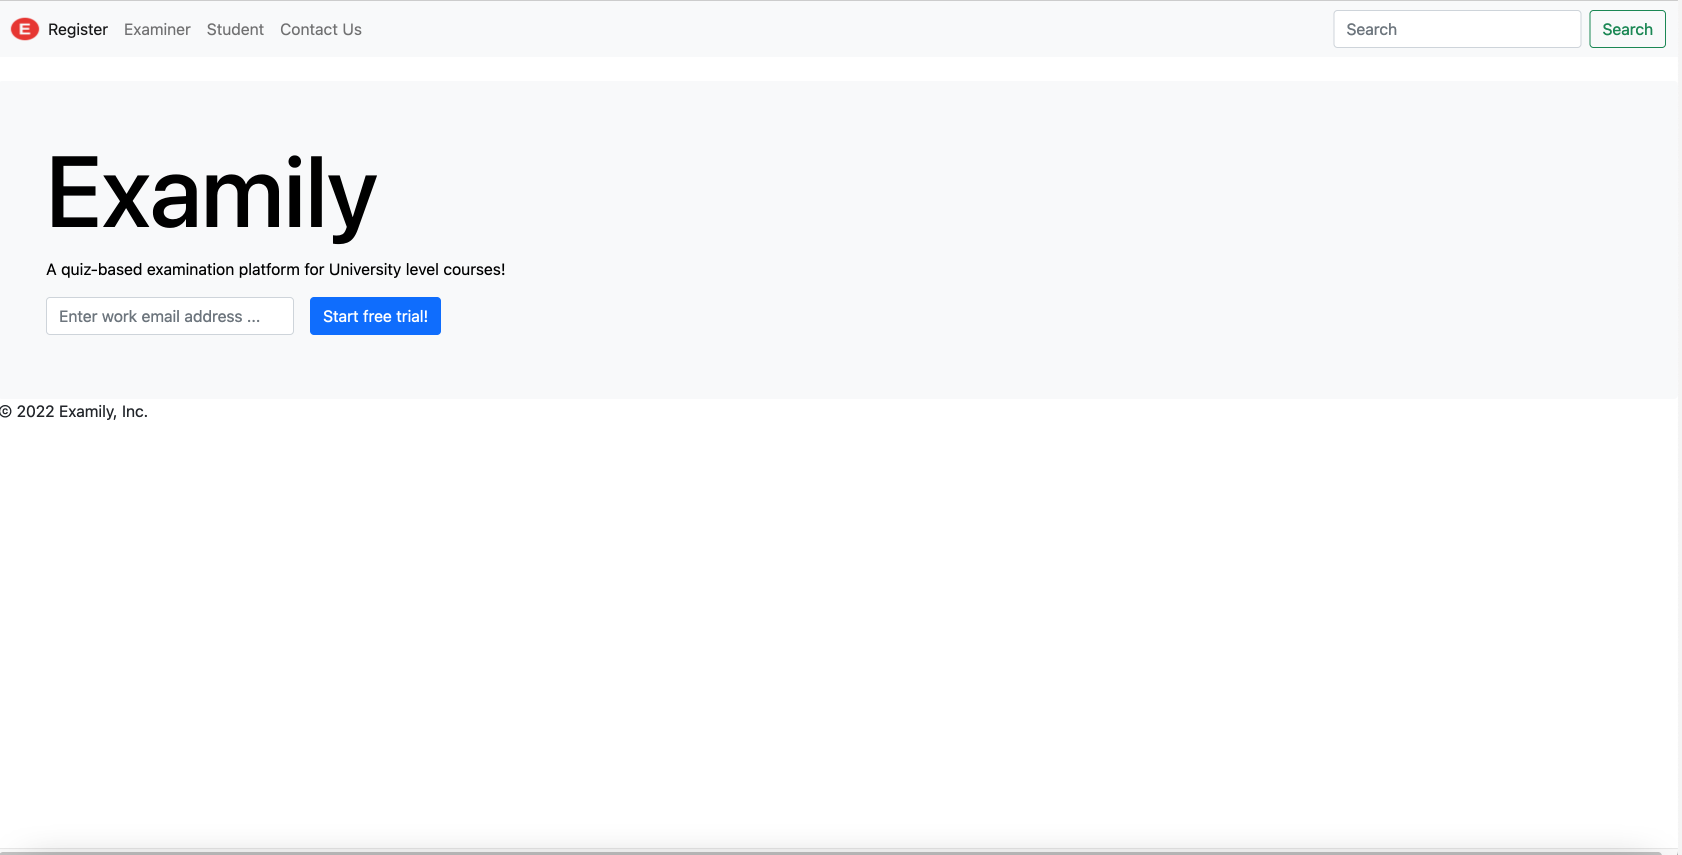 E Register Examiner Student Contact Us Search Search
Examily
A quiz-based examination platform for University level courses!
Enter work email address ... Start free trial!
© 2022 Examily, Inc.